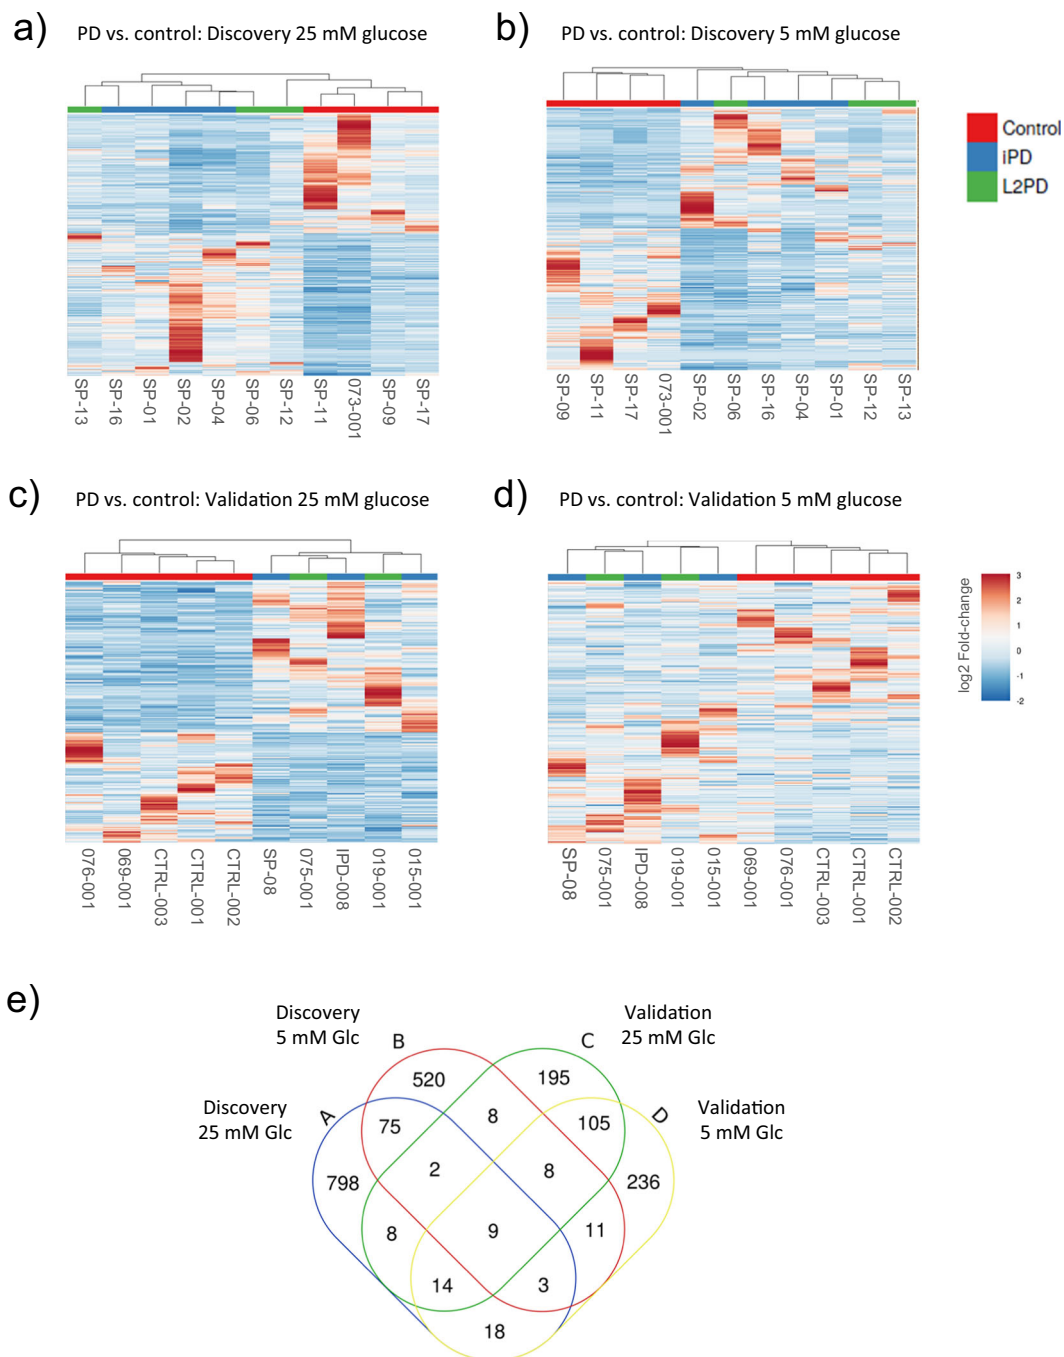 a)
PD vs. control: Discovery 25 mM glucose
b)
PD vs. control: Discovery 5 mM glucose
Control
iPD
L2PD
SP-13
SP-16
SP-01
SP-02
SP-04
SP-06
SP-12
SP-11
073-001
SP-09
SP-17
SP-09
SP-11
SP-17
073-001
SP-02
SP-06
SP-16
SP-04
SP-01
SP-12
SP-13
c)
PD vs. control: Validation 25 mM glucose
d)
PD vs. control: Validation 5 mM glucose
log2 Fold-change
3
2
1
0
-1
-2
076-001
069-001
CTRL-003
CTRL-001
CTRL-002
SP-08
075-001
IPD-008
019-001
015-001
SP-08
075-001
IPD-008
019-001
015-001
069-001
076-001
CTRL-003
CTRL-001
CTRL-002
e)
Discovery
5 mM Glc
B
Validation
25 mM Glc
C
Discovery
25 mM Glc
A
Validation
5 mM Glc
D
520
195
75
8
105
798
2
8
236
8
9
11
14
3
18